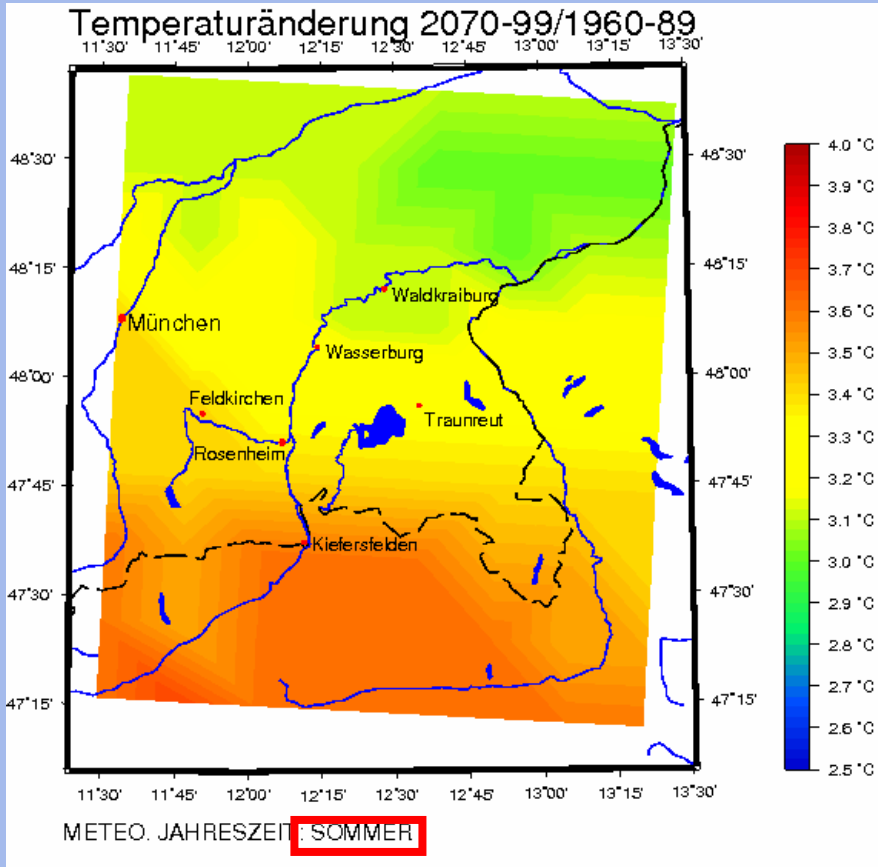 Temperaturänderung 2070-99/1960-89
11°30' 11°45' 12°00' 12°15' 12°30' 12°45' 13°00' 13°15' 13°30'
48°30' 48°30'
48°15' 48°15'
48°00' 48°00'
47°45' 47°45'
47°30' 47°30'
47°15' 47°15'
München
Waldkraiburg
Wasserburg
Feldkirchen
Traunreut
Rosenheim
Kiefersfelden
11°30' 11°45' 12°00' 12°15' 12°30' 12°45' 13°00' 13°15' 13°30'
4.0 °C
3.9 °C
3.8 °C
3.7 °C
3.6 °C
3.5 °C
3.4 °C
3.3 °C
3.2 °C
3.1 °C
3.0 °C
2.9 °C
2.8 °C
2.7 °C
2.6 °C
2.5 °C
METEO. JAHRESZEIT: SOMMER